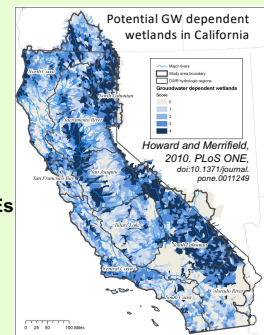 Potential GW dependent
wetlands in California
Major rivers
Study area boundary
DWR hydrologic regions
Groundwater dependent wetlands
Score
0
1
2
3
4
Howard and Merrifield,
2010. PLoS ONE,
doi:10.1371/journal.
pone.0011249
North Coast
North Lahontan
Sacramento River
San Francisco Bay
San Joaquin
Es
Tulare Lake
South Lahontan
Central Coast
Colorado River
South Coast
0 25 50 100 Miles